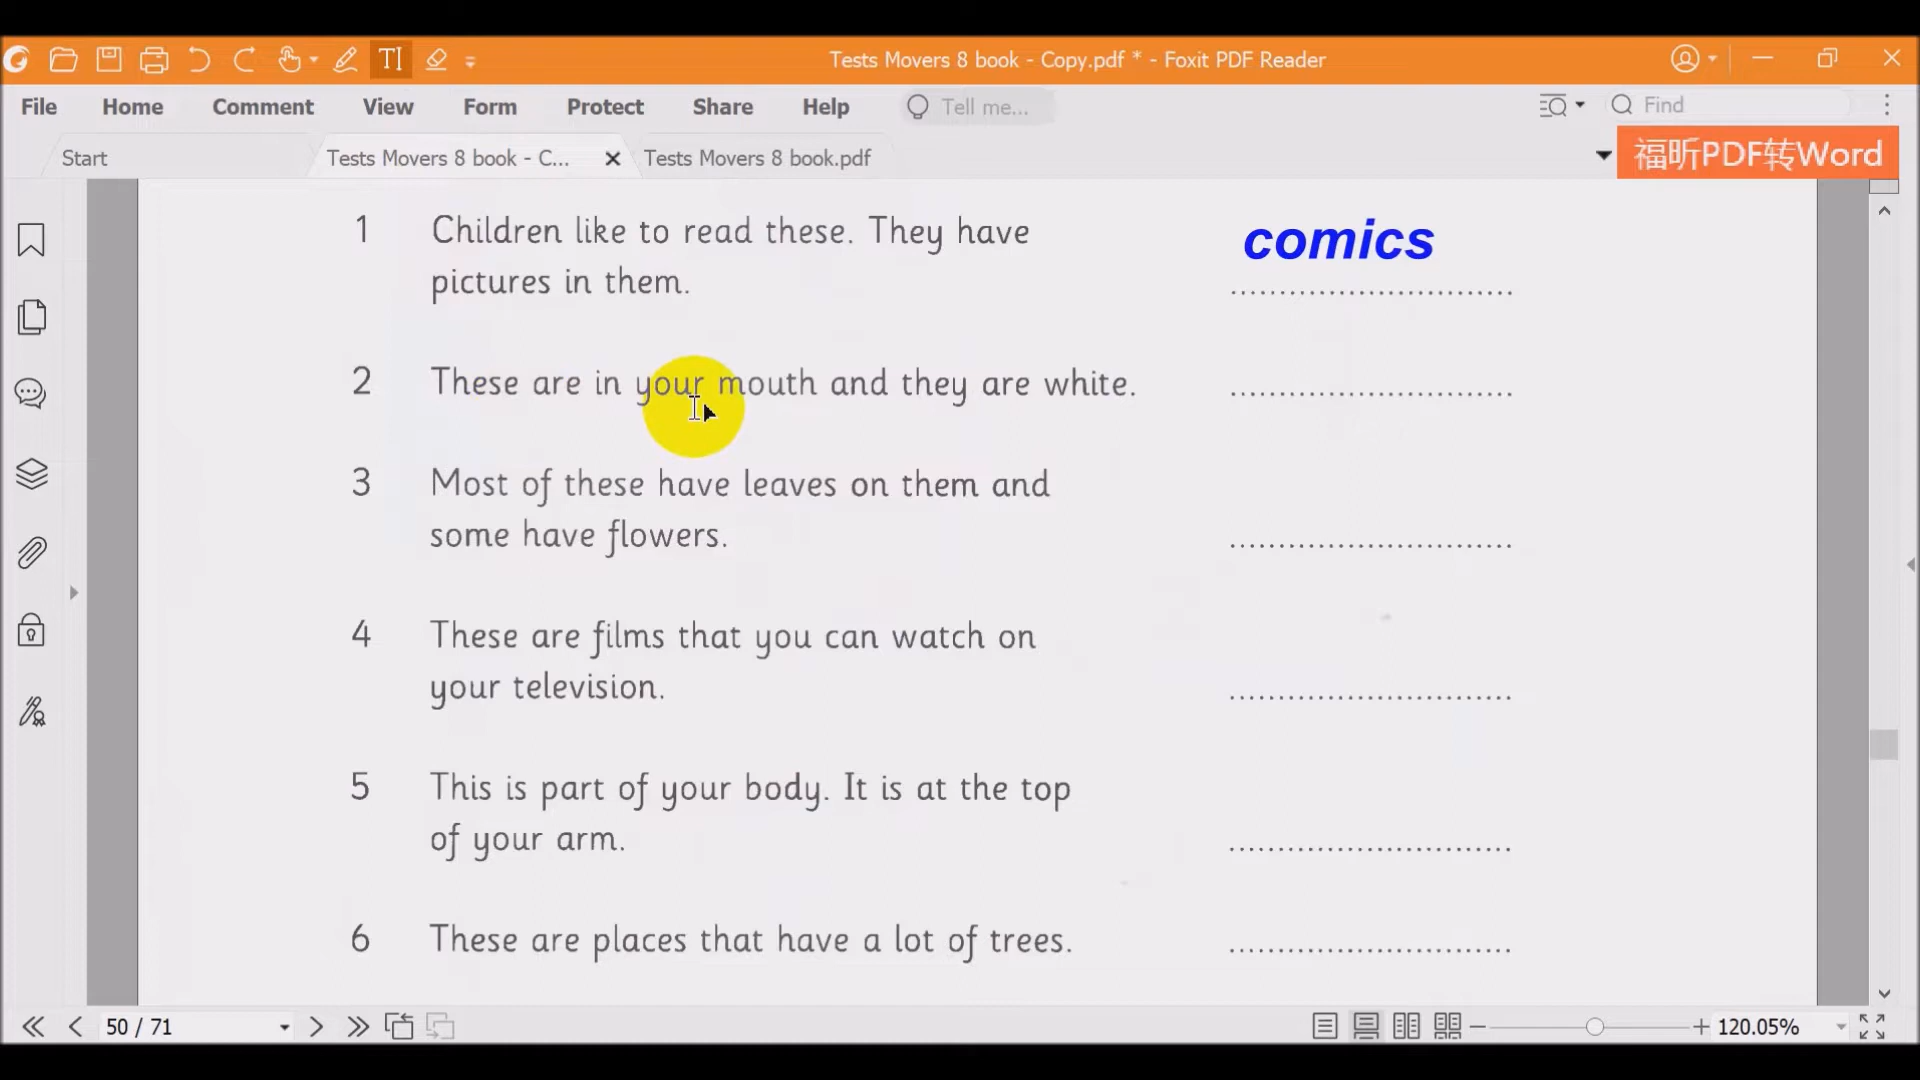 Tests Movers 8 book - Copy.pdf * - Foxit PDF Reader
File Home Comment View Form Protect Share Help Tell me... Find
Start Tests Movers 8 book - C... Tests Movers 8 book.pdf 福昕PDF转Word
1 Children like to read these. They have comics
pictures in them. ............................
2 These are in your mouth and they are white. ............................
3 Most of these have leaves on them and
some have flowers. ............................
4 These are films that you can watch on
your television. ............................
5 This is part of your body. It is at the top
of your arm. ............................
6 These are places that have a lot of trees. ............................
50 / 71 120.05%